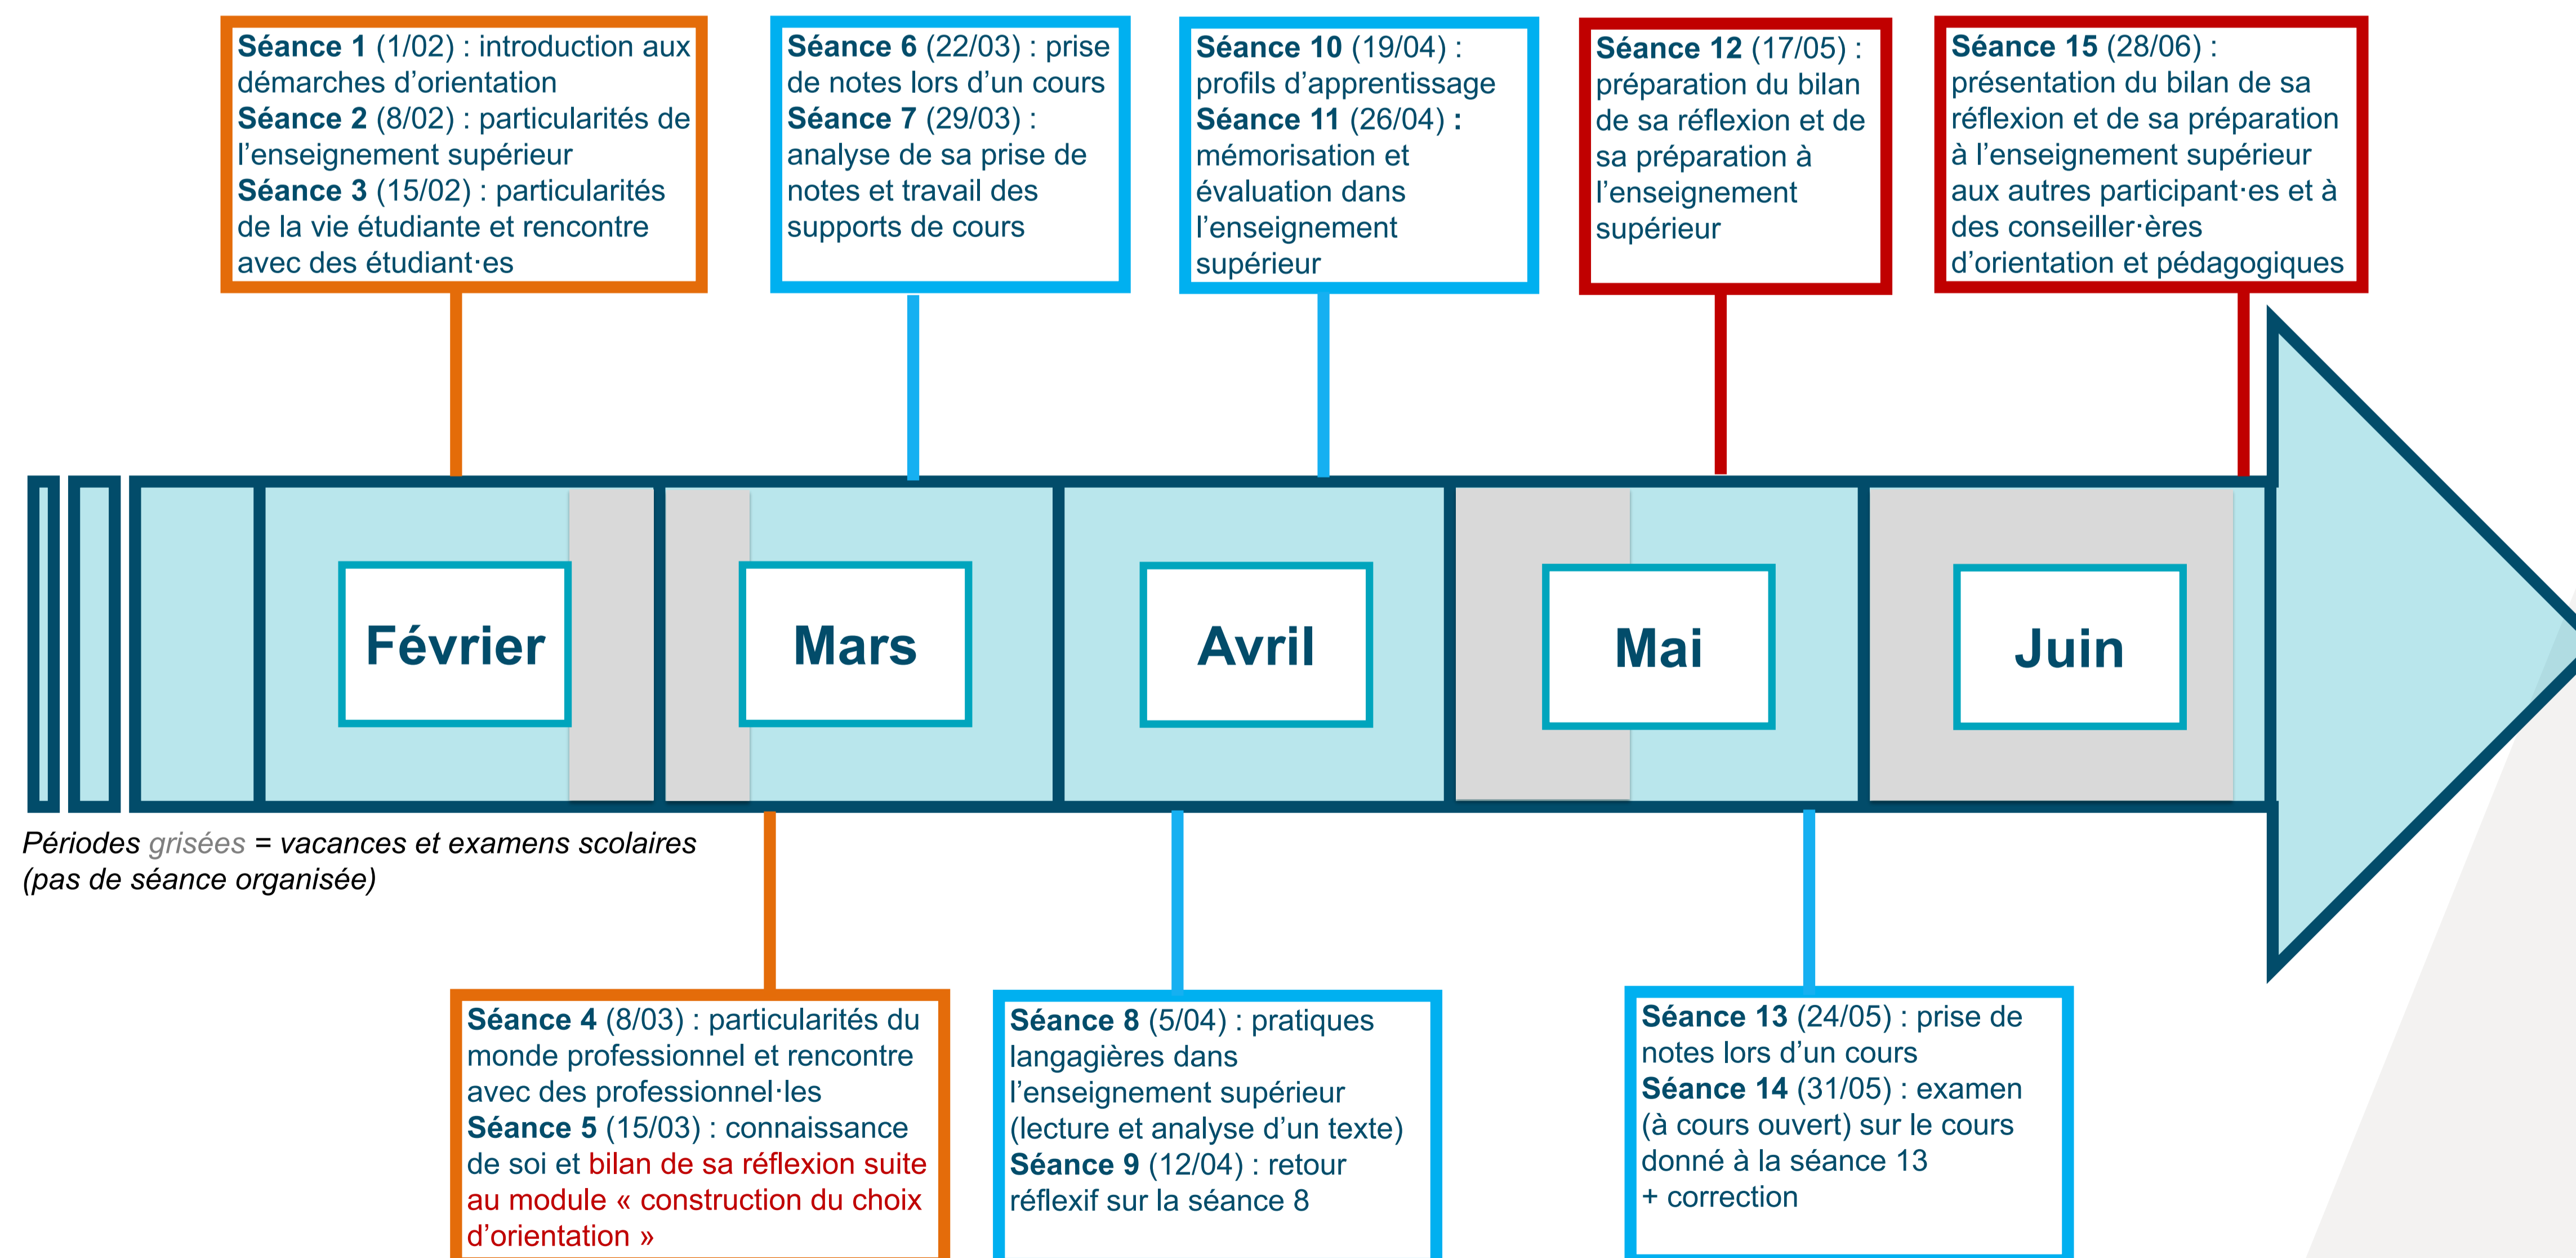 Séance 1 (1/02) : introduction aux
démarches d’orientation
Séance 2 (8/02) : particularités de
l’enseignement supérieur
Séance 3 (15/02) : particularités
de la vie étudiante et rencontre
avec des étudiant·es
Séance 6 (22/03) : prise
de notes lors d’un cours
Séance 7 (29/03) :
analyse de sa prise de
notes et travail des
supports de cours
Séance 10 (19/04) :
profils d’apprentissage
Séance 11 (26/04) :
mémorisation et
évaluation dans
l’enseignement
supérieur
Séance 12 (17/05) :
préparation du bilan
de sa réflexion et de
sa préparation à
l’enseignement
supérieur
Séance 15 (28/06) :
présentation du bilan de sa
réflexion et de sa préparation
à l’enseignement supérieur
aux autres participant·es et à
des conseiller·ères
d’orientation et pédagogiques
Février
Mars
Avril
Mai
Juin
Périodes grisées = vacances et examens scolaires
(pas de séance organisée)
Séance 4 (8/03) : particularités du
monde professionnel et rencontre
avec des professionnel·les
Séance 5 (15/03) : connaissance
de soi et bilan de sa réflexion suite
au module « construction du choix
d’orientation »
Séance 8 (5/04) : pratiques
langagières dans
l’enseignement supérieur
(lecture et analyse d’un texte)
Séance 9 (12/04) : retour
réflexif sur la séance 8
Séance 13 (24/05) : prise de
notes lors d’un cours
Séance 14 (31/05) : examen
(à cours ouvert) sur le cours
donné à la séance 13
+ correction